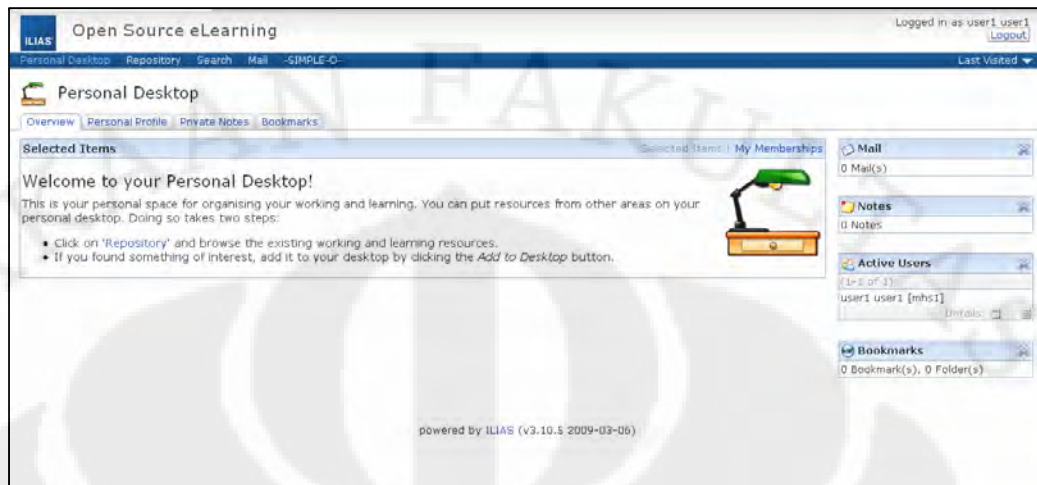 ILIAS
Open Source eLearning
Logged in as user1 user1
Logout
Personal Desktop Repository Search Mail -SIMPLE-O-
Last Visited
Personal Desktop
Overview Personal Profile Private Notes Bookmarks
Selected Items
Selected Items | My Memberships
Welcome to your Personal Desktop!
This is your personal space for organising your working and learning. You can put resources from other areas on your
personal desktop. Doing so takes two steps:
• Click on 'Repository' and browse the existing working and learning resources.
• If you found something of interest, add it to your desktop by clicking the Add to Desktop button.
Mail
0 Mail(s)
Notes
0 Notes
Active Users
(1-1 of 1)
user1 user1 [mhs1]
Details:
Bookmarks
0 Bookmark(s), 0 Folder(s)
powered by ILIAS (v3.10.5 2009-03-06)